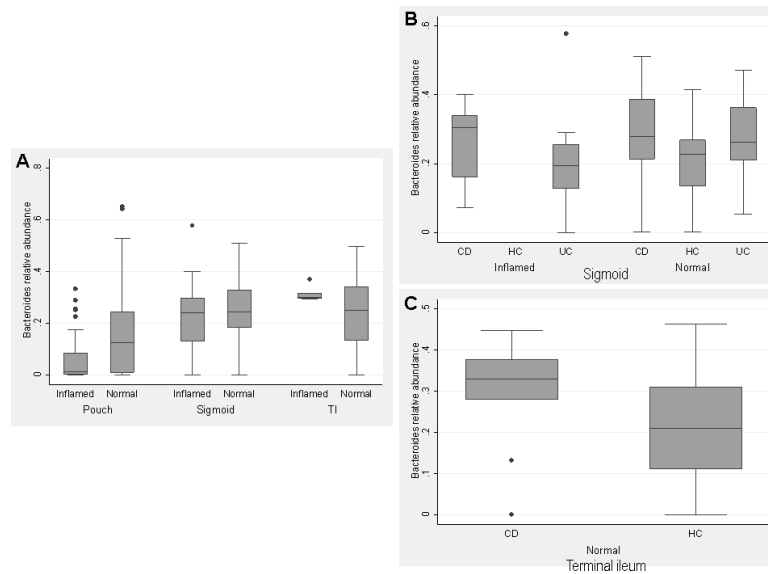 A
Bacteroides relative abundance
.8
.6
.4
.2
0
Inflamed Normal Inflamed Normal Inflamed Normal
Pouch Sigmoid TI
B
Bacteroides relative abundance
.6
.4
.2
0
CD HC UC CD HC UC
Inflamed Normal
Sigmoid
C
Bacteroides relative abundance
.5
.4
.3
.2
.1
0
CD HC
Normal
Terminal ileum